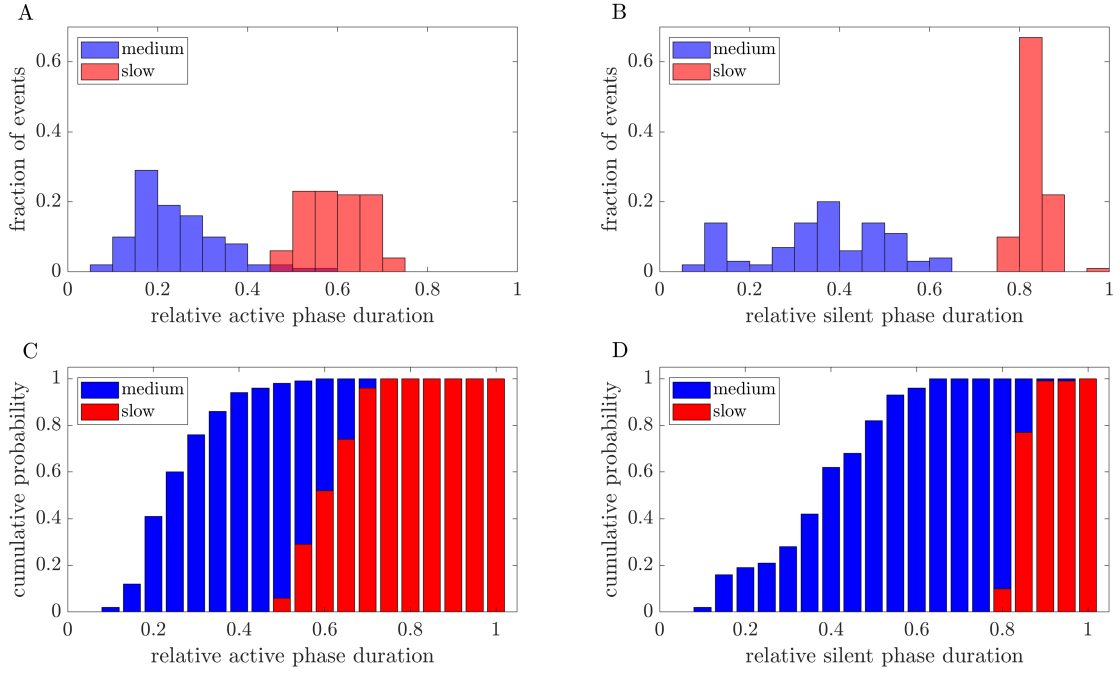 A
fraction of events
0.6
0.4
0.2
0
medium
slow
0
0.2
0.4
0.6
0.8
1
relative active phase duration
B
fraction of events
0.6
0.4
0.2
0
medium
slow
0
0.2
0.4
0.6
0.8
1
relative silent phase duration
C
cumulative probability
1
0.8
0.6
0.4
0.2
0
medium
slow
0
0.2
0.4
0.6
0.8
1
relative active phase duration
D
cumulative probability
1
0.8
0.6
0.4
0.2
0
medium
slow
0
0.2
0.4
0.6
0.8
1
relative silent phase duration